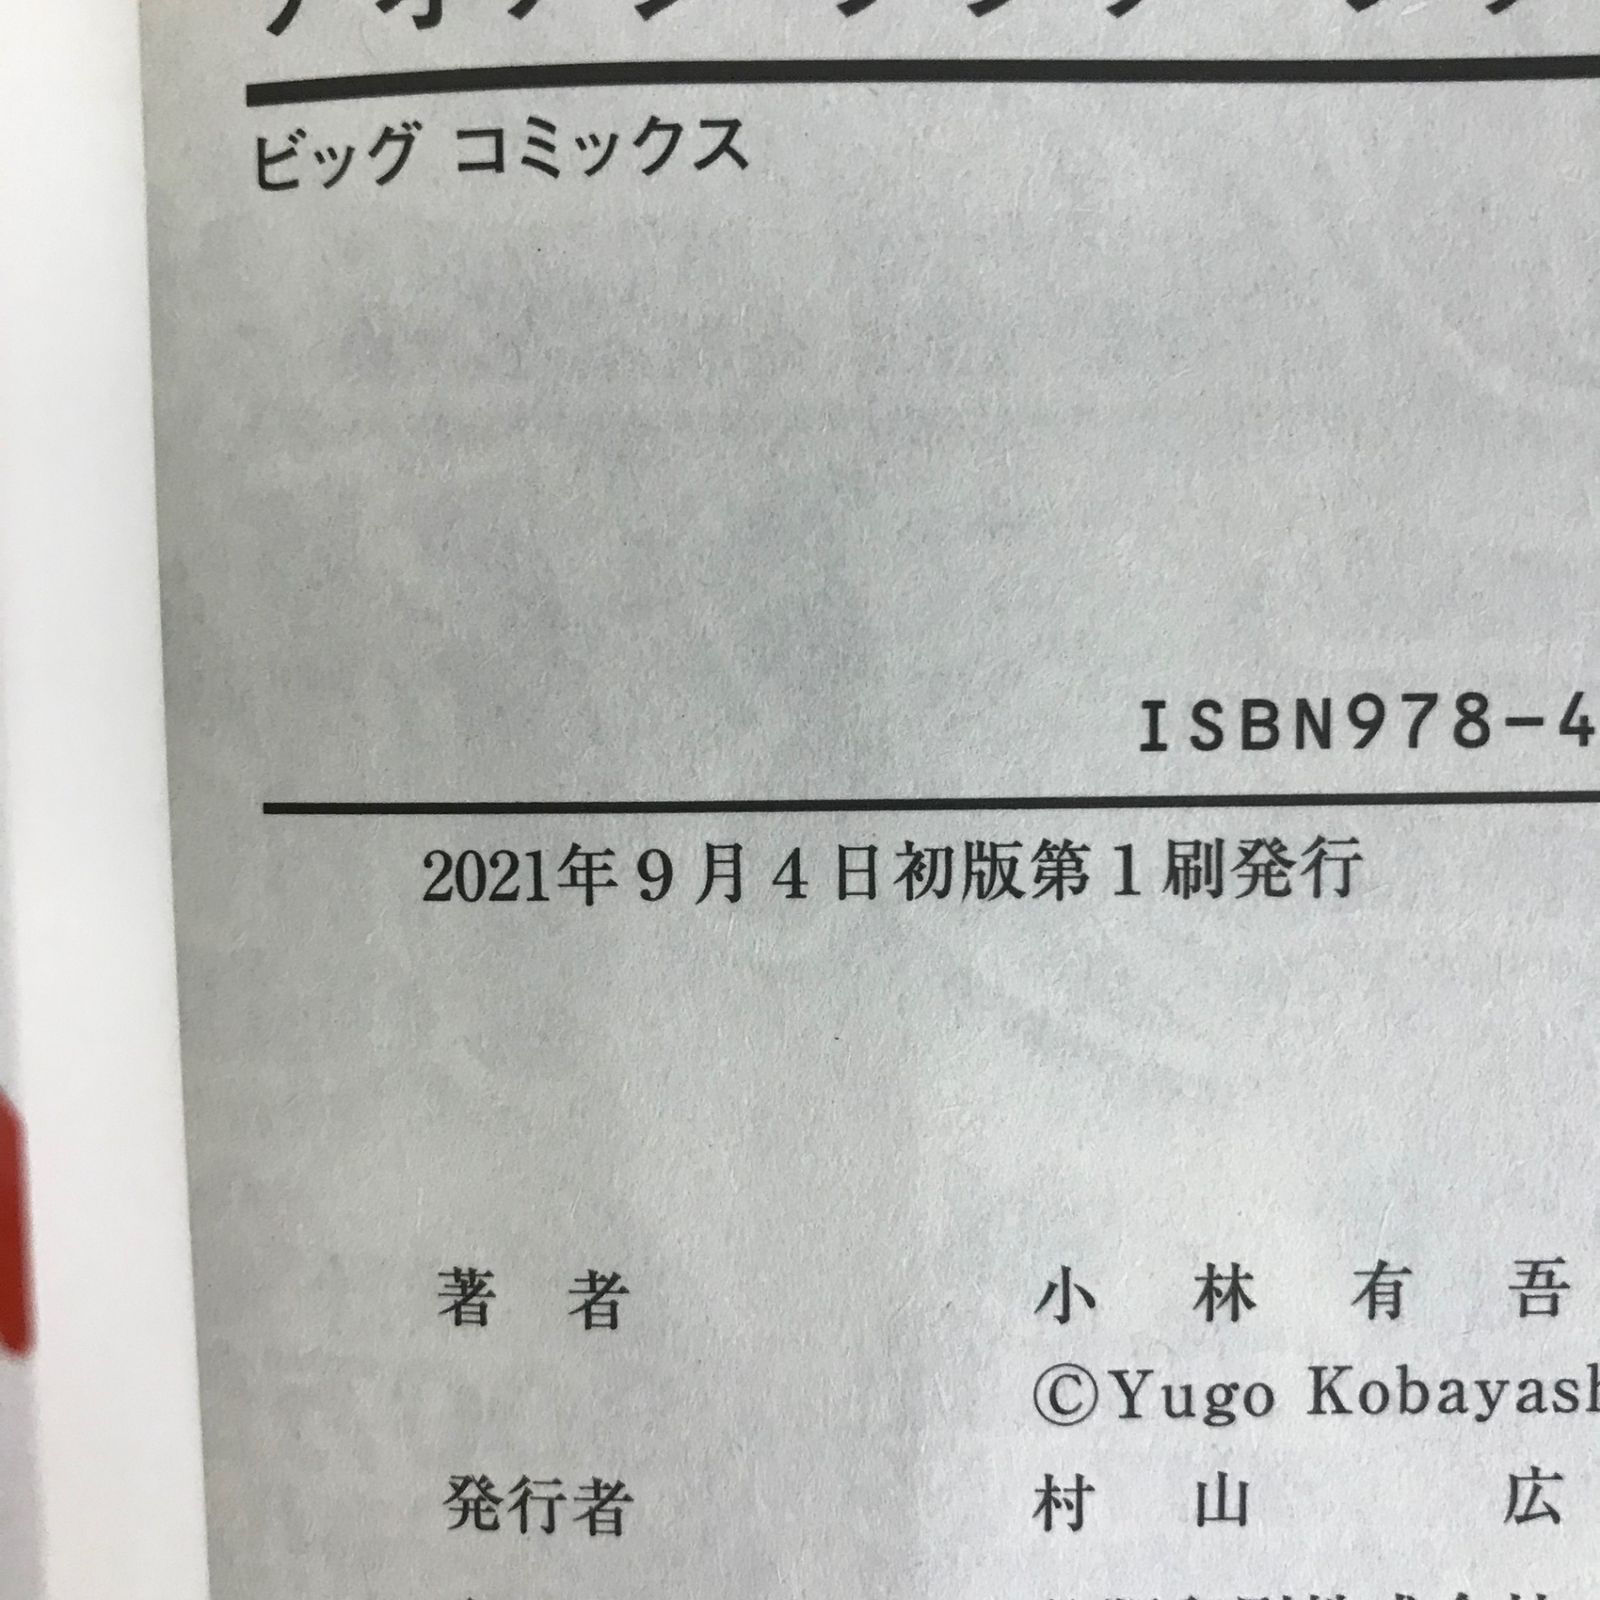 ビッグ コミックス
ISBN978-4
2021年9月4日初版第1刷発行
著 者 小 林 有 吾
©Yugo Kobayash
発行者 村 山 広